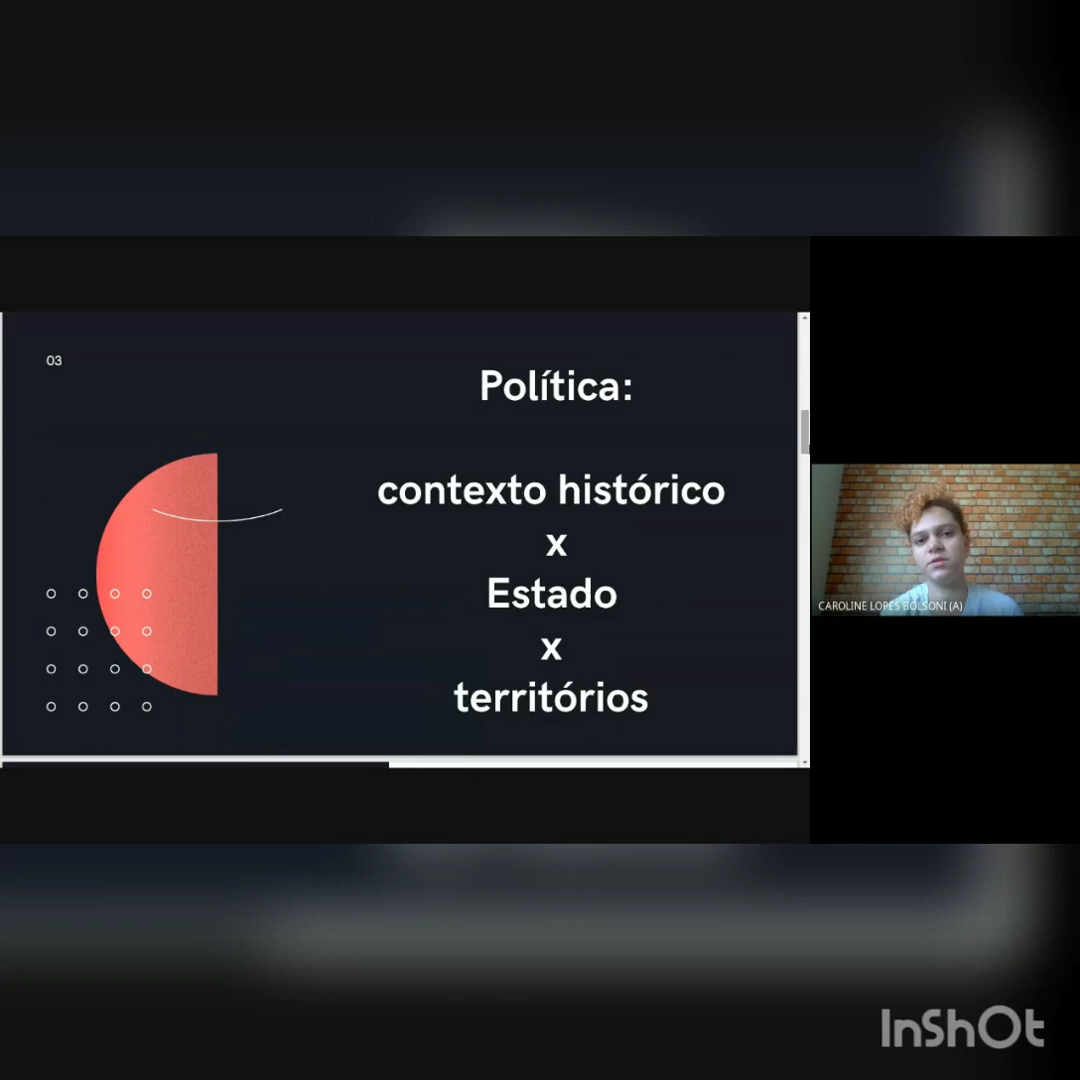 03
Política:
contexto histórico
x
Estado
x
territórios
CAROLINE LOPES BOLSONI (A)
InShOt